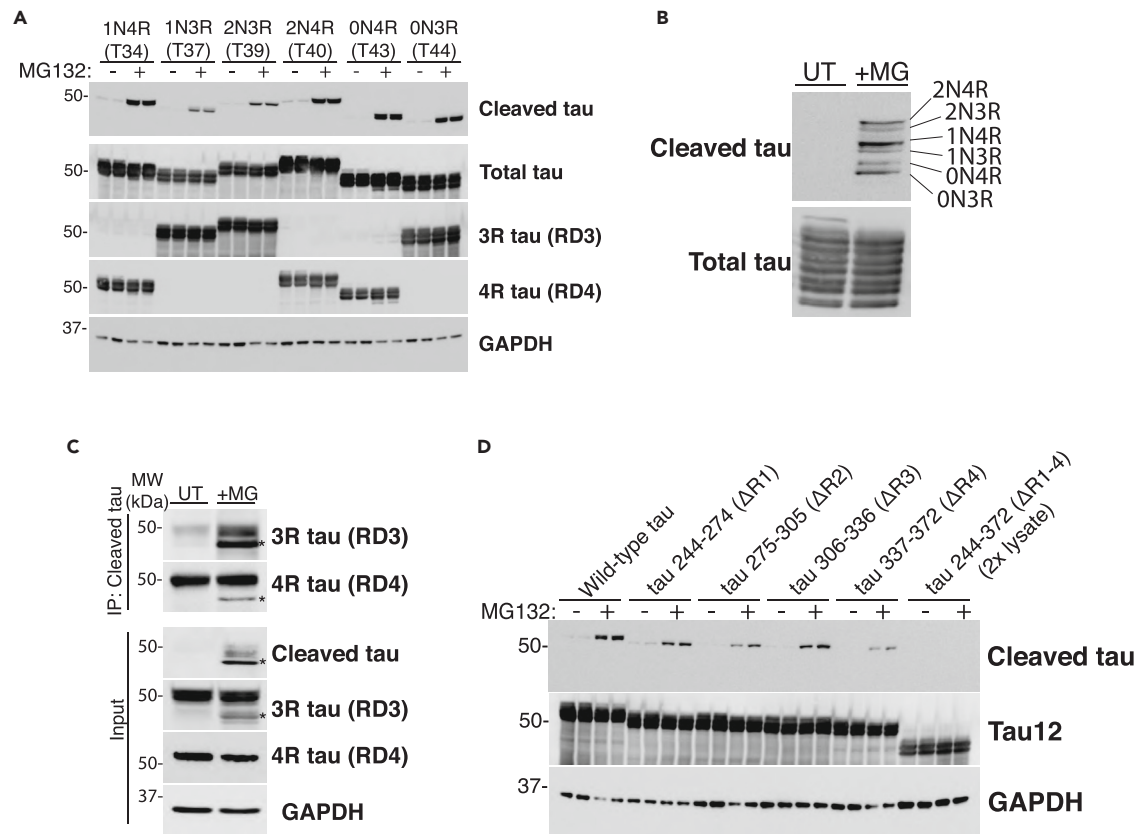 A
1N4R 1N3R 2N3R 2N4R 0N4R 0N3R
(T34) (T37) (T39) (T40) (T43) (T44)
MG132: - + - + - + - + - + - +
50-
Cleaved tau
50-
Total tau
50-
3R tau (RD3)
50-
4R tau (RD4)
37-
GAPDH
B
UT +MG
Cleaved tau
2N4R
2N3R
1N4R
1N3R
0N4R
0N3R
Total tau
C
MW
(kDa)
UT +MG
IP: Cleaved tau
50-
3R tau (RD3)
*
50-
4R tau (RD4)
*
Input
50-
Cleaved tau
*
50-
3R tau (RD3)
*
50-
4R tau (RD4)
37-
GAPDH
D
Wild-type tau
tau 244-274 (ΔR1)
tau 275-305 (ΔR2)
tau 306-336 (ΔR3)
tau 337-372 (ΔR4)
tau 244-372 (ΔR1-4)
(2x lysate)
MG132: - + - + - + - + - + - +
50-
Cleaved tau
50-
Tau12
37-
GAPDH